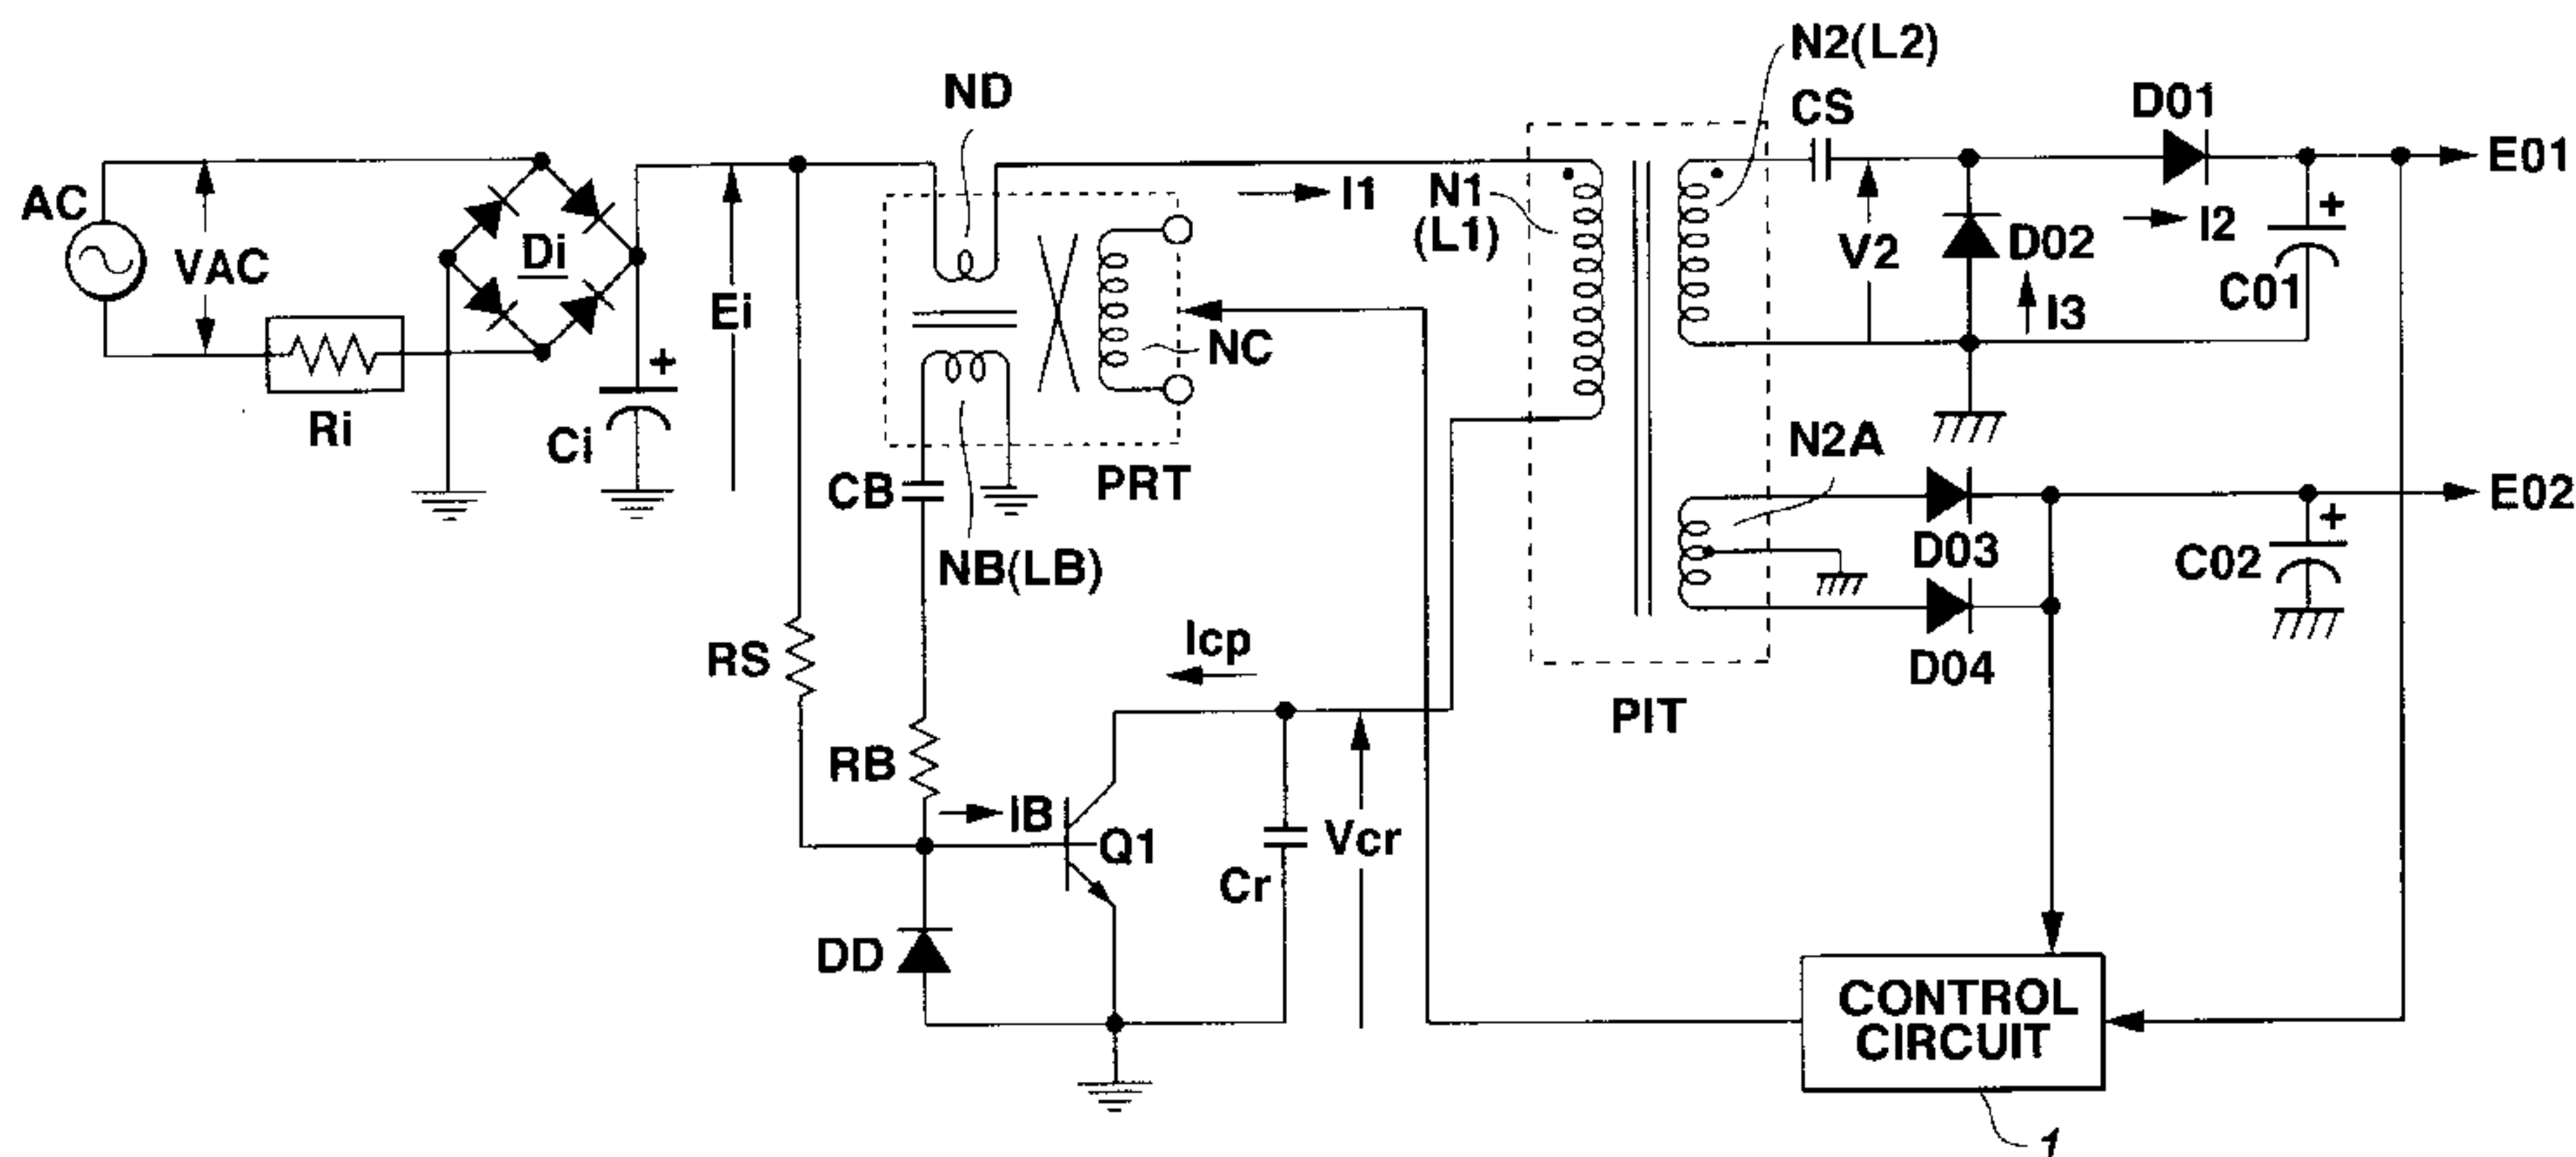 N2(L2)
ND
CS
D01
E01
AC
VAC
Di
Ei
I1
N1
(L1)
V2
D02
I2
I3
C01
NC
Ri
Ci
+
+
CB
PRT
N2A
E02
NB(LB)
D03
+
C02
RS
Icp
D04
PIT
RB
IB
Q1
Vcr
Cr
DD
CONTROL
CIRCUIT
1